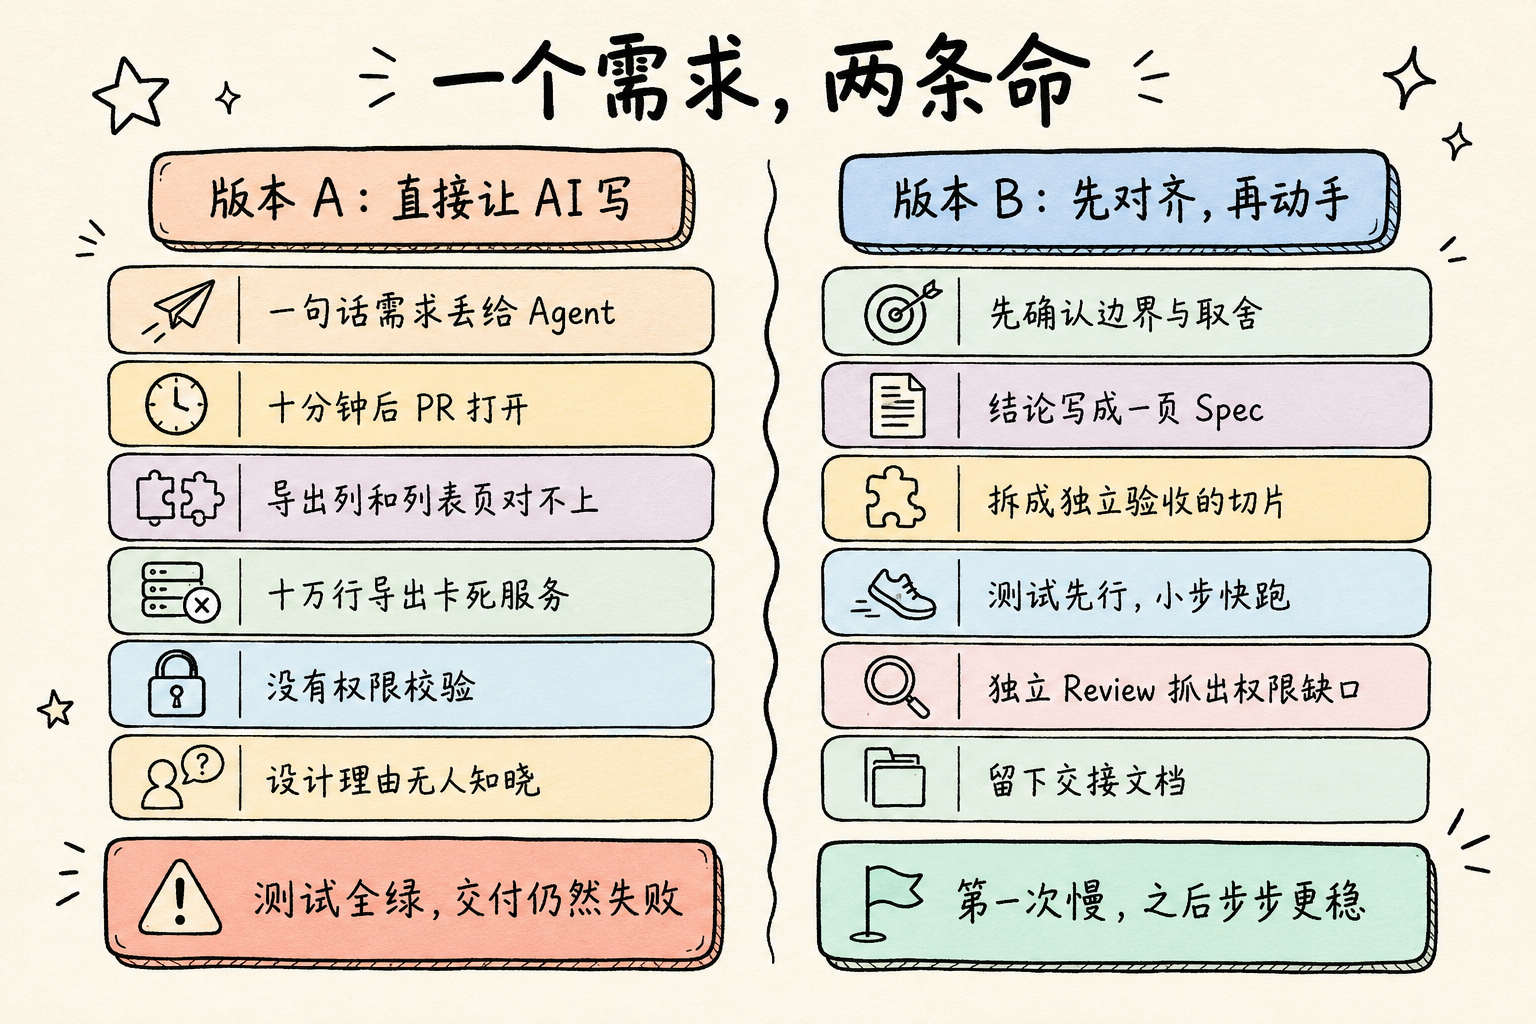 一个需求，两条命
版本 A：直接让 AI 写
一句话需求丢给 Agent
十分钟后 PR 打开
导出列和列表页对不上
十万行导出卡死服务
没有权限校验
?
设计理由无人知晓
测试全绿，交付仍然失败
版本 B：先对齐，再动手
先确认边界与取舍
结论写成一页 Spec
拆成独立验收的切片
测试先行，小步快跑
独立 Review 抓出权限缺口
留下交接文档
第一次慢，之后步步更稳